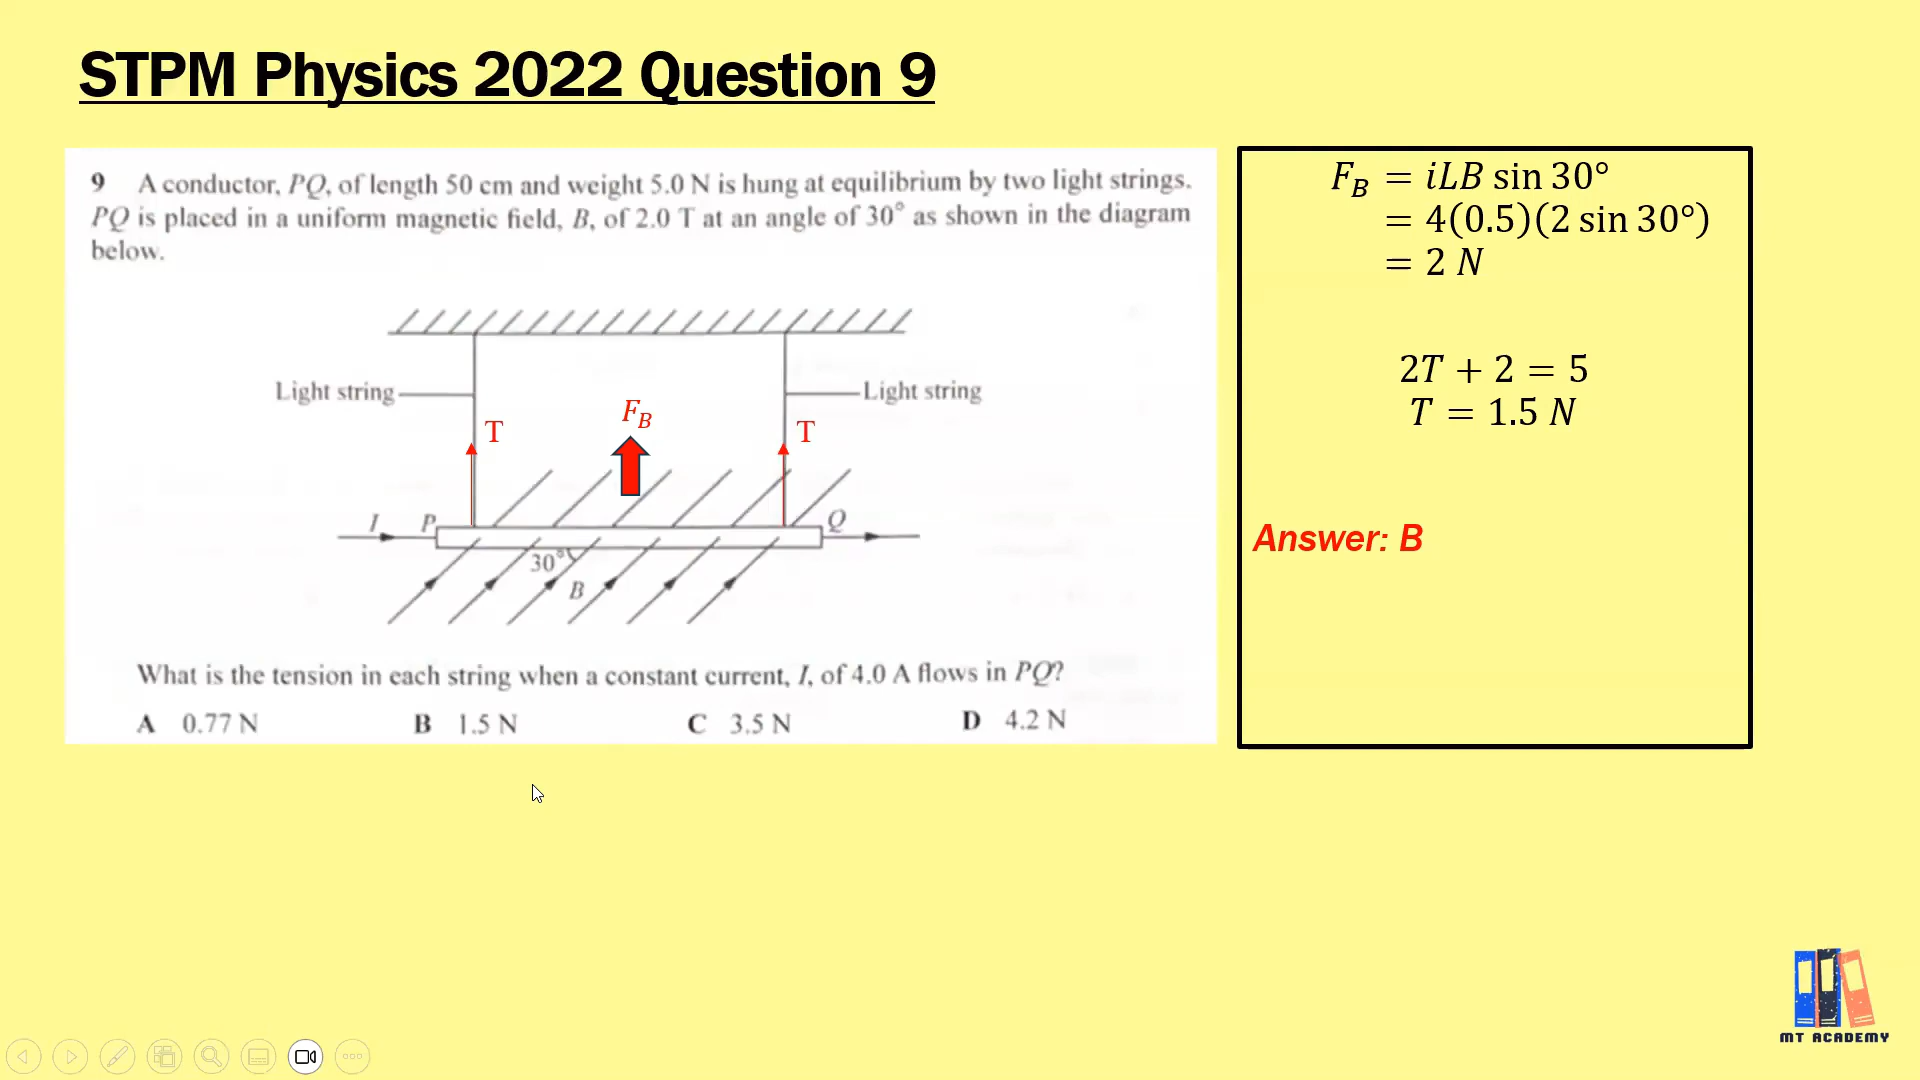 STPM Physics 2022 Question 9
9 A conductor, PQ, of length 50 cm and weight 5.0 N is hung at equilibrium by two light strings.
PQ is placed in a uniform magnetic field, B, of 2.0 T at an angle of 30° as shown in the diagram
below.
Light string
Light string
T
F_B
T
I
P
Q
30°
B
What is the tension in each string when a constant current, I, of 4.0 A flows in PQ?
A 0.77 N B 1.5 N C 3.5 N D 4.2 N
F_B = iLB sin 30°
= 4(0.5)(2 sin 30°)
= 2 N
2T + 2 = 5
T = 1.5 N
Answer: B
MT ACADEMY